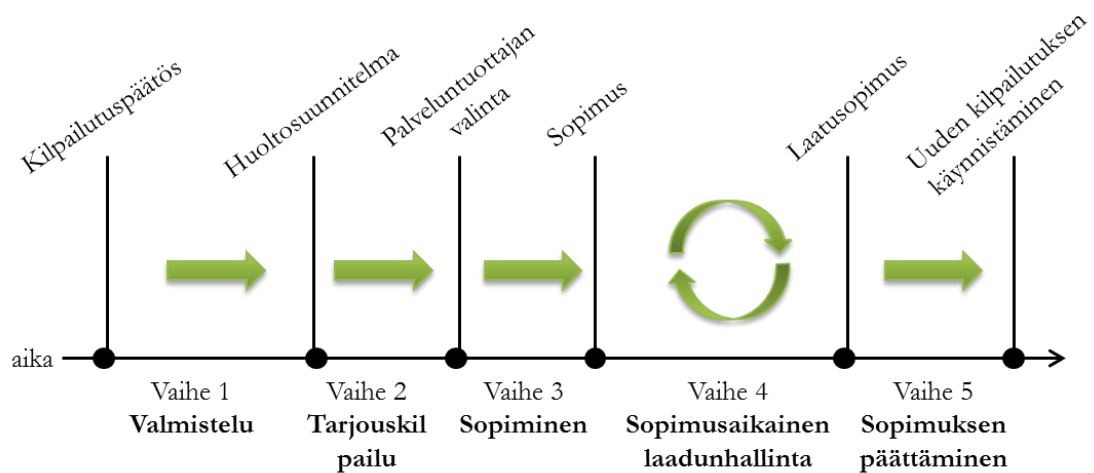 Kilpailutuspäätös
Huoltosuunnitelma
Palveluntuottajan
valinta
Sopimus
Laatusopimus
Uuden kilpailutuksen
käynnistäminen
aika
Vaihe 1
Valmistelu
Vaihe 2
Tarjouskil
pailu
Vaihe 3
Sopiminen
Vaihe 4
Sopimusaikainen
laadunhallinta
Vaihe 5
Sopimuksen
päättäminen